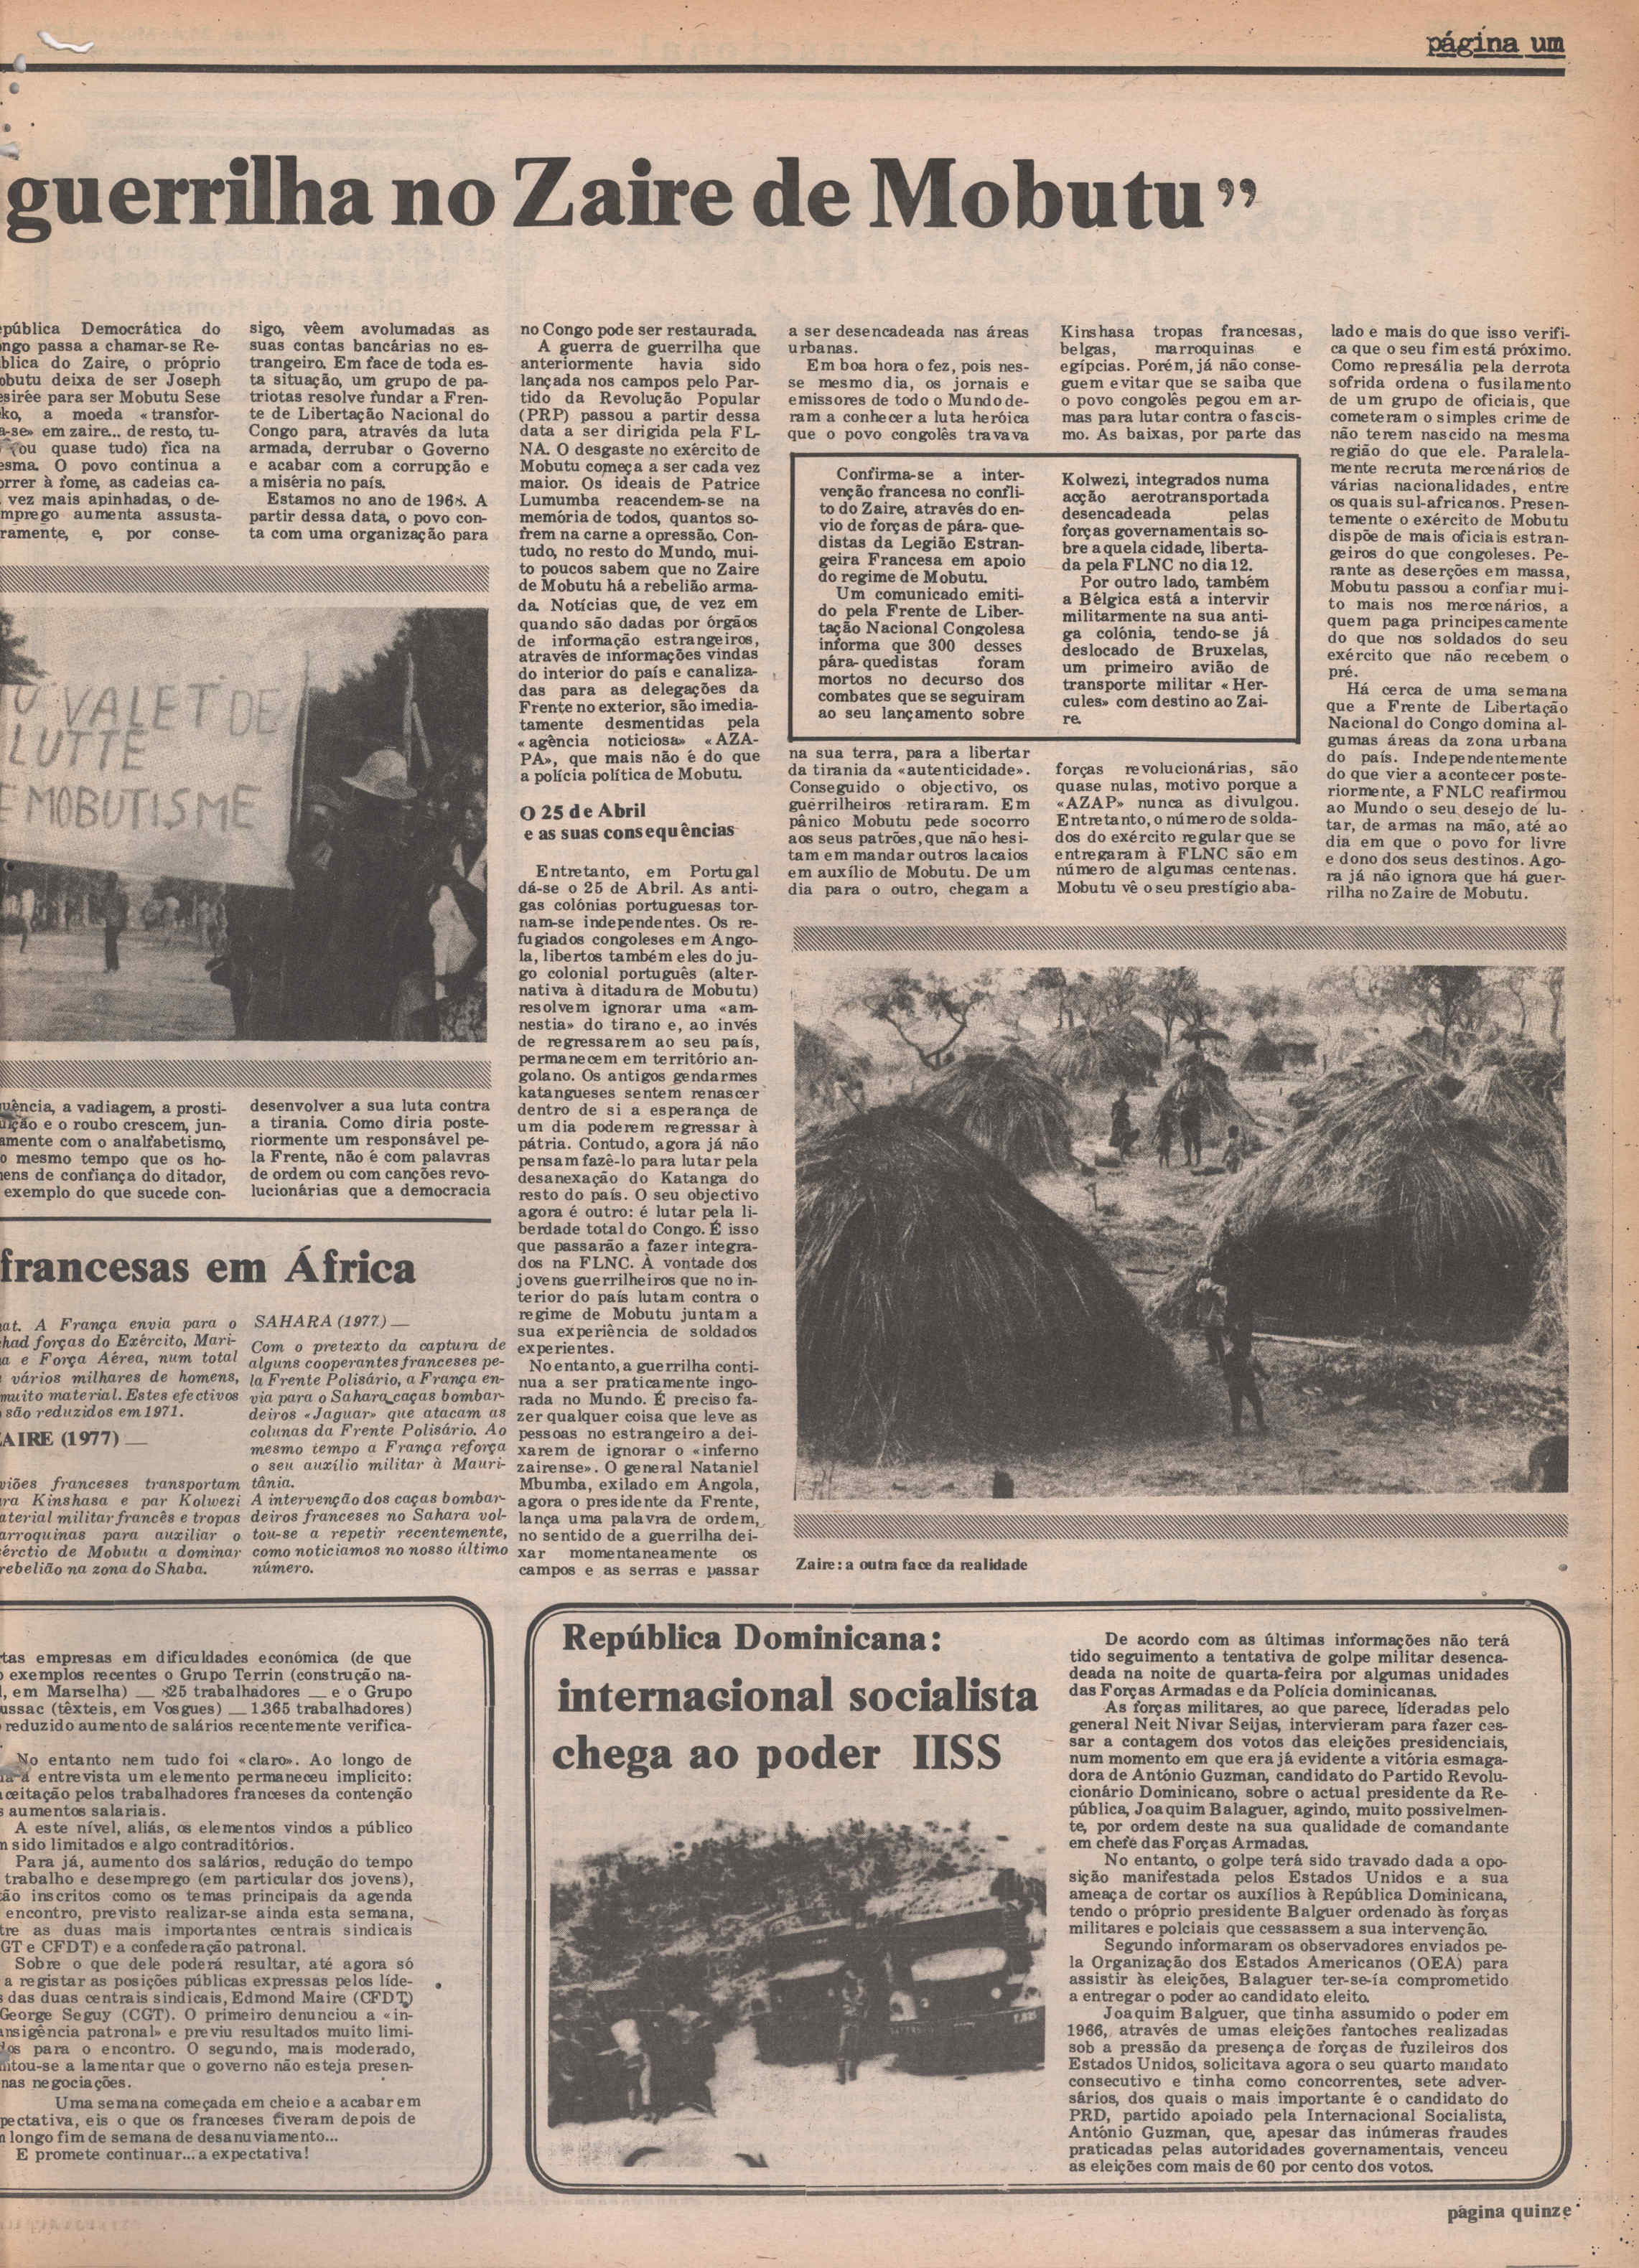 página um
guerrilha no Zaire de Mobutu”
pública Democrática do
ngo passa a chamar-se Re-
blica do Zaire, o próprio
obutu deixa de ser Joseph
esirée para ser Mobutu Sese
ko, a moeda «transfor-
a-se» em zaire... de resto, tu-
(ou quase tudo) fica na
esma. O povo continua a
orrer à fome, as cadeias ca-
vez mais apinhadas, o de-
mprego aumenta assusta-
ramente, e, por conse-
sigo, vêem avolumadas as
suas contas bancárias no es-
trangeiro. Em face de toda es-
ta situação, um grupo de pa-
triotas resolve fundar a Fren-
te de Libertação Nacional do
Congo para, através da luta
armada, derrubar o Governo
e acabar com a corrupção e
a miséria no país.
Estamos no ano de 1968. A
partir dessa data, o povo con-
ta com uma organização para
U VALET DE
LUTTE
E MOBUTISME
uência, a vadiagem, a prosti-
uição e o roubo crescem, jun-
amente com o analfabetismo,
o mesmo tempo que os ho-
ens de confiança do ditador,
exemplo do que sucede con-
desenvolver a sua luta contra
a tirania. Como diria poste-
riormente um responsável pe-
la Frente, não é com palavras
de ordem ou com canções revo-
lucionárias que a democracia
no Congo pode ser restaurada.
A guerra de guerrilha que
anteriormente havia sido
lançada nos campos pelo Par-
tido da Revolução Popular
(PRP) passou a partir dessa
data a ser dirigida pela FL-
NA. O desgaste no exército de
Mobutu começa a ser cada vez
maior. Os ideais de Patrice
Lumumba reacendem-se na
memória de todos, quantos so-
frem na carne a opressão. Con-
tudo, no resto do Mundo, mui-
to poucos sabem que no Zaire
de Mobutu há a rebelião arma-
da. Notícias que, de vez em
quando são dadas por órgãos
de informação estrangeiros,
através de informações vindas
do interior do país e canaliza-
das para as delegações da
Frente no exterior, são imedia-
tamente desmentidas pela
«agência noticiosa» «AZA-
PA», que mais não é do que
a polícia política de Mobutu.
O 25 de Abril
e as suas consequências
Entretanto, em Portugal
dá-se o 25 de Abril. As anti-
gas colónias portuguesas tor-
nam-se independentes. Os re-
fugiados congoleses em Ango-
la, libertos também eles do ju-
go colonial português (alter-
nativa à ditadura de Mobutu)
resolvem ignorar uma «am-
nestia» do tirano e, ao invés
de regressarem ao seu país,
permanecem em território an-
golano. Os antigos gendarmes
katangueses sentem renascer
dentro de si a esperança de
um dia poderem regressar à
pátria. Contudo, agora já não
pensam fazê-lo para lutar pela
desanexação do Katanga do
resto do país. O seu objectivo
agora é outro: é lutar pela li-
berdade total do Congo. É isso
que passarão a fazer integra-
dos na FLNC. À vontade dos
jovens guerrilheiros que no in-
terior do país lutam contra o
regime de Mobutu juntam a
sua experiência de soldados
experientes.
No entanto, a guerrilha conti-
nua a ser praticamente ingo-
rada no Mundo. É preciso fa-
zer qualquer coisa que leve as
pessoas no estrangeiro a dei-
xarem de ignorar o «inferno
zairense». O general Nataniel
Mbumba, exilado em Angola,
agora o presidente da Frente,
lança uma palavra de ordem,
no sentido de a guerrilha dei-
xar momentaneamente os
campos e as serras e passar
a ser desencadeada nas áreas
urbanas.
Em boa hora o fez, pois nes-
se mesmo dia, os jornais e
emissores de todo o Mundo de-
ram a conhecer a luta heróica
que o povo congolês travava
Confirma-se a inter-
venção francesa no confli-
to do Zaire, através do en-
vio de forças de pára-que-
distas da Legião Estran-
geira Francesa em apoio
do regime de Mobutu.
Um comunicado emiti-
do pela Frente de Liber-
tação Nacional Congolesa
informa que 300 desses
pára-quedistas foram
mortos no decurso dos
combates que se seguiram
ao seu lançamento sobre
Kolwezi, integrados numa
acção aerotransportada
desencadeada pelas
forças governamentais so-
bre aquela cidade, liberta-
da pela FLNC no dia 12.
Por outro lado, também
a Bélgica está a intervir
militarmente na sua anti-
ga colónia, tendo-se já
deslocado de Bruxelas,
um primeiro avião de
transporte militar «Her-
cules» com destino ao Zai-
re.
na sua terra, para a libertar
da tirania da «autenticidade».
Conseguido o objectivo, os
guerrilheiros retiraram. Em
pânico Mobutu pede socorro
aos seus patrões, que não hesi-
tam em mandar outros lacaios
em auxílio de Mobutu. De um
dia para o outro, chegam a
Kinshasa tropas francesas,
belgas, marroquinas e
egípcias. Porém, já não conse-
guem evitar que se saiba que
o povo congolês pegou em ar-
mas para lutar contra o fascis-
mo. As baixas, por parte das
forças revolucionárias, são
quase nulas, motivo porque a
«AZAP» nunca as divulgou.
Entretanto, o número de solda-
dos do exército regular que se
entregaram à FLNC são em
número de algumas centenas.
Mobutu vê o seu prestígio aba-
lado e mais do que isso verifi-
ca que o seu fim está próximo.
Como represália pela derrota
sofrida ordena o fusilamento
de um grupo de oficiais, que
cometeram o simples crime de
não terem nascido na mesma
região do que ele. Paralela-
mente recruta mercenários de
várias nacionalidades, entre
os quais sul-africanos. Presen-
temente o exército de Mobutu
dispõe de mais oficiais estran-
geiros do que congoleses. Pe-
rante as deserções em massa,
Mobutu passou a confiar mui-
to mais nos mercenários, a
quem paga principescamente
do que nos soldados do seu
exército que não recebem o
pré.
Há cerca de uma semana
que a Frente de Libertação
Nacional do Congo domina al-
gumas áreas da zona urbana
do país. Independentemente
do que vier a acontecer poste-
riormente, a FNLC reafirmou
ao Mundo o seu desejo de lu-
tar, de armas na mão, até ao
dia em que o povo for livre
e dono dos seus destinos. Ago-
ra já não ignora que há guer-
rilha no Zaire de Mobutu.
Zaire: a outra face da realidade
francesas em África
at. A França envia para o
had forças do Exército, Mari-
a e Força Aérea, num total
vários milhares de homens,
muito material. Estes efectivos
são reduzidos em 1971.
AIRE (1977) —
viões franceses transportam
ra Kinshasa e par Kolwezi
aterial militar francês e tropas
arroquinas para auxiliar o
érctio de Mobutu a dominar
rebelião na zona do Shaba.
SAHARA (1977) —
Com o pretexto da captura de
alguns cooperantes franceses pe-
la Frente Polisário, a França en-
via para o Sahara caças bombar-
deiros «Jaguar» que atacam as
colunas da Frente Polisário. Ao
mesmo tempo a França reforça
o seu auxílio militar à Mauri-
tânia.
A intervenção dos caças bombar-
deiros franceses no Sahara vol-
tou-se a repetir recentemente,
como noticiamos no nosso último
número.
tas empresas em dificuldades económica (de que
exemplos recentes o Grupo Terrin (construção na-
l, em Marselha) — 825 trabalhadores — e o Grupo
ussac (têxteis, em Vosgues) — 1365 trabalhadores)
reduzido aumento de salários recentemente verifica-
No entanto nem tudo foi «claro». Ao longo de
a entrevista um elemento permaneceu implicito:
ceitação pelos trabalhadores franceses da contenção
s aumentos salariais.
A este nível, aliás, os elementos vindos a público
m sido limitados e algo contraditórios.
Para já, aumento dos salários, redução do tempo
trabalho e desemprego (em particular dos jovens),
ão inscritos como os temas principais da agenda
encontro, previsto realizar-se ainda esta semana,
tre as duas mais importantes centrais sindicais
GT e CFDT) e a confederação patronal.
Sobre o que dele poderá resultar, até agora só
a registar as posições públicas expressas pelos líde-
s das duas centrais sindicais, Edmond Maire (CFDT)
George Seguy (CGT). O primeiro denunciou a «in-
ansigência patronal» e previu resultados muito limi-
dos para o encontro. O segundo, mais moderado,
itou-se a lamentar que o governo não esteja presen-
nas negociações.
Uma semana começada em cheio e a acabar em
pectativa, eis o que os franceses tiveram depois de
longo fim de semana de desanuviamento...
E promete continuar... a expectativa!
República Dominicana:
internacional socialista
chega ao poder IISS
De acordo com as últimas informações não terá
tido seguimento a tentativa de golpe militar desenca-
deada na noite de quarta-feira por algumas unidades
das Forças Armadas e da Polícia dominicanas.
As forças militares, ao que parece, lideradas pelo
general Neit Nivar Seijas, intervieram para fazer ces-
sar a contagem dos votos das eleições presidenciais,
num momento em que era já evidente a vitória esmaga-
dora de António Guzman, candidato do Partido Revolu-
cionário Dominicano, sobre o actual presidente da Re-
pública, Joaquim Balaguer, agindo, muito possivelmen-
te, por ordem deste na sua qualidade de comandante
em chefe das Forças Armadas.
No entanto, o golpe terá sido travado dada a opo-
sição manifestada pelos Estados Unidos e a sua
ameaça de cortar os auxílios à República Dominicana,
tendo o próprio presidente Balguer ordenado às forças
militares e polciais que cessassem a sua intervenção.
Segundo informaram os observadores enviados pe-
la Organização dos Estados Americanos (OEA) para
assistir às eleições, Balaguer ter-se-ía comprometido
a entregar o poder ao candidato eleito.
Joaquim Balguer, que tinha assumido o poder em
1966, através de umas eleições fantoches realizadas
sob a pressão da presença de forças de fuzileiros dos
Estados Unidos, solicitava agora o seu quarto mandato
consecutivo e tinha como concorrentes, sete adver-
sários, dos quais o mais importante é o candidato do
PRD, partido apoiado pela Internacional Socialista,
António Guzman, que, apesar das inúmeras fraudes
praticadas pelas autoridades governamentais, venceu
as eleições com mais de 60 por cento dos votos.
página quinze